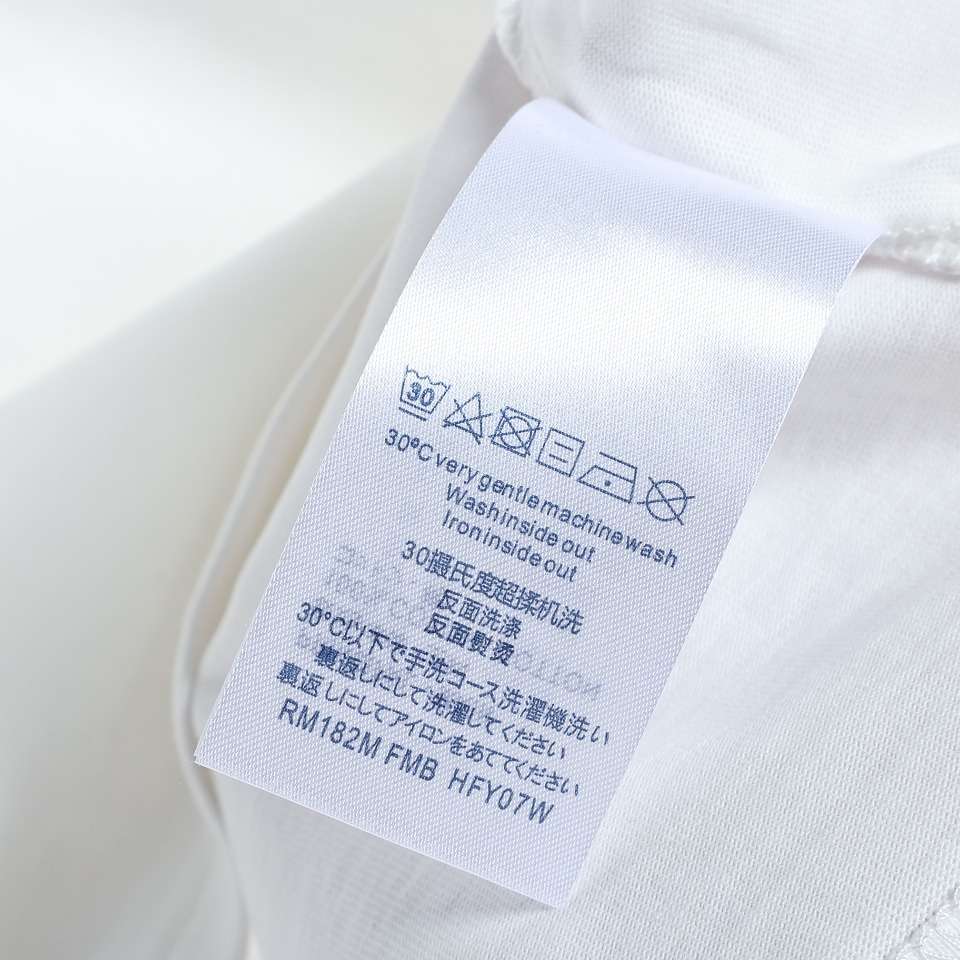 30
30°C very gentle machine wash
Wash inside out
Iron inside out
30摄氏度超揉机洗
反面洗涤
反面熨烫
30°C以下で手洗コース洗濯機洗い
裏返しにして洗濯してください
裏返しにしてアイロンをあててください
RM182M FMB HFY07W